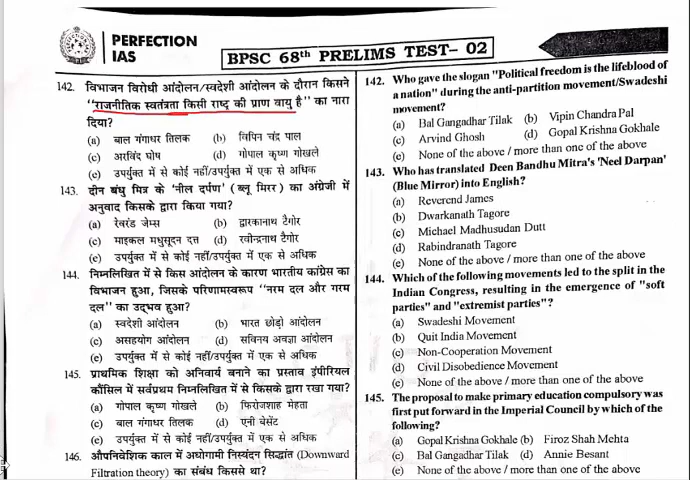 PERFECTION
IAS
BPSC 68th PRELIMS TEST- 02
142. विभाजन विरोधी आंदोलन/स्वदेशी आंदोलन के दौरान किसने
“राजनीतिक स्वतंत्रता किसी राष्ट्र की प्राण वायु है” का नारा
दिया?
(a) बाल गंगाधर तिलक (b) विपिन चंद्र पाल
(c) अरविंद घोष (d) गोपाल कृष्ण गोखले
(e) उपर्युक्त में से कोई नहीं/उपर्युक्त में एक से अधिक
143. दीन बंधु मित्र के ‘नील दर्पण’ (ब्लू मिरर) का अंग्रेजी में
अनुवाद किसके द्वारा किया गया?
(a) रेवरंड जेम्स (b) द्वारकानाथ टैगोर
(c) माइकल मधुसूदन दत्त (d) रवीन्द्रनाथ टैगोर
(e) उपर्युक्त में से कोई नहीं/उपर्युक्त में एक से अधिक
144. निम्नलिखित में से किस आंदोलन के कारण भारतीय कांग्रेस का
विभाजन हुआ, जिसके परिणामस्वरूप “नरम दल और गरम
दल” का उद्भव हुआ?
(a) स्वदेशी आंदोलन (b) भारत छोड़ो आंदोलन
(c) असहयोग आंदोलन (d) सविनय अवज्ञा आंदोलन
(e) उपर्युक्त में से कोई नहीं/उपर्युक्त में एक से अधिक
145. प्राथमिक शिक्षा को अनिवार्य बनाने का प्रस्ताव इंपीरियल
कौंसिल में सर्वप्रथम निम्नलिखित में से किसके द्वारा रखा गया?
(a) गोपाल कृष्ण गोखले (b) फिरोजशाह मेहता
(c) बाल गंगाधर तिलक (d) एनी बेसेंट
(e) उपर्युक्त में से कोई नहीं/उपर्युक्त में एक से अधिक
146. औपनिवेशिक काल में अधोगामी निस्यंदन सिद्धांत (Downward
Filtration theory) का संबंध किससे था?
142. Who gave the slogan "Political freedom is the lifeblood of
a nation" during the anti-partition movement/Swadeshi
movement?
(a) Bal Gangadhar Tilak (b) Vipin Chandra Pal
(c) Arvind Ghosh (d) Gopal Krishna Gokhale
(e) None of the above / more than one of the above
143. Who has translated Deen Bandhu Mitra's 'Neel Darpan'
(Blue Mirror) into English?
(a) Reverend James
(b) Dwarkanath Tagore
(c) Michael Madhusudan Dutt
(d) Rabindranath Tagore
(e) None of the above / more than one of the above
144. Which of the following movements led to the split in the
Indian Congress, resulting in the emergence of "soft
parties" and "extremist parties"?
(a) Swadeshi Movement
(b) Quit India Movement
(c) Non-Cooperation Movement
(d) Civil Disobedience Movement
(e) None of the above / more than one of the above
145. The proposal to make primary education compulsory was
first put forward in the Imperial Council by which of the
following?
(a) Gopal Krishna Gokhale (b) Firoz Shah Mehta
(c) Bal Gangadhar Tilak (d) Annie Besant
(e) None of the above / more than one of the above